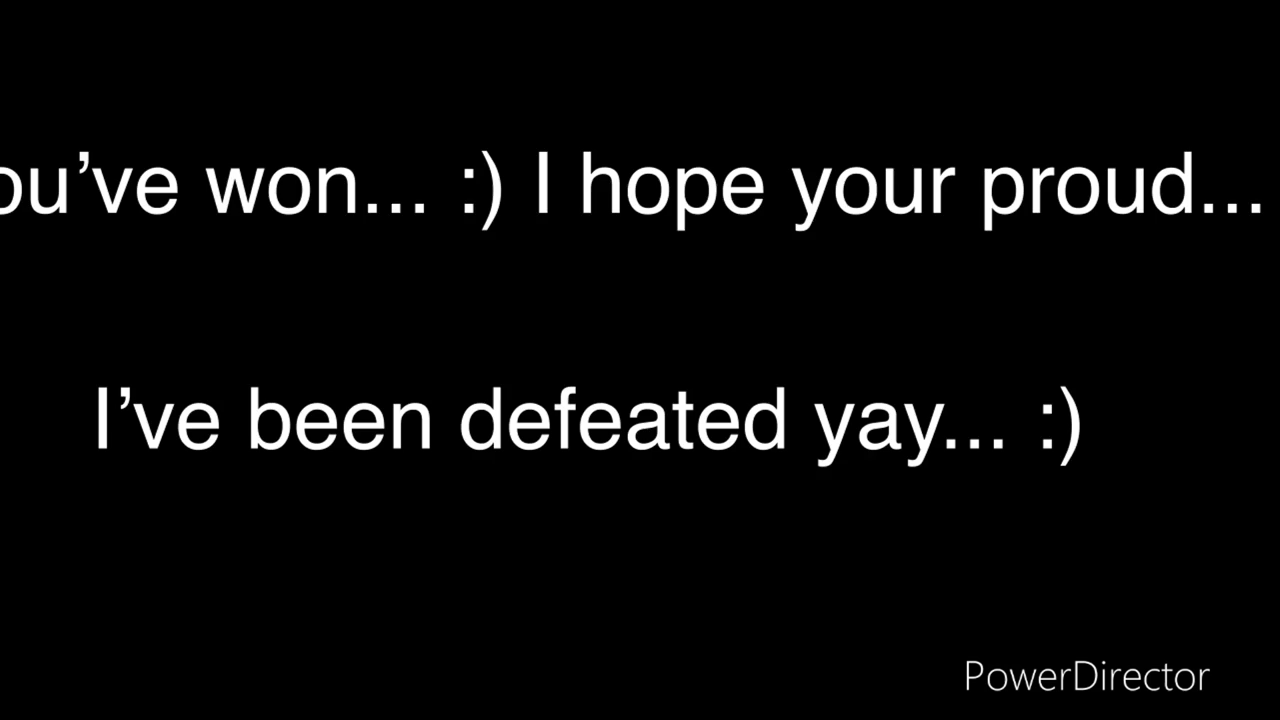 ou’ve won... :) I hope your proud...
I’ve been defeated yay... :)
PowerDirector